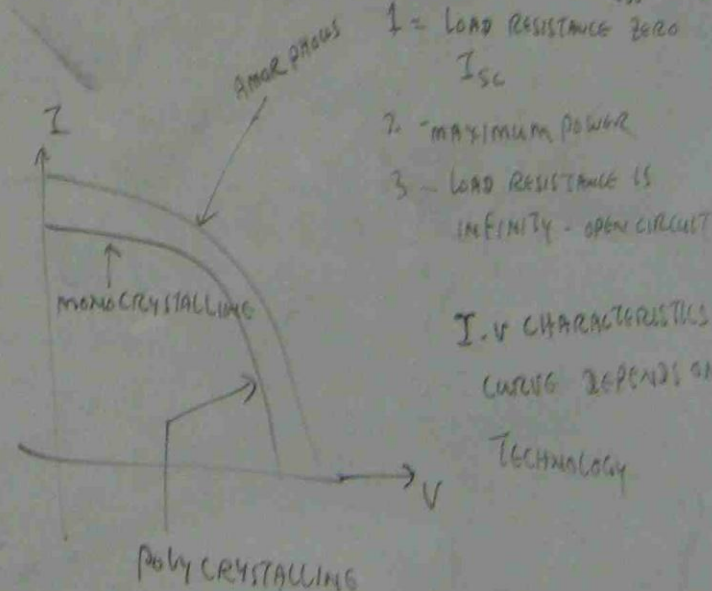 1 = LOAD RESISTANCE ZERO
ISC
2 - MAXIMUM POWER
3 - LOAD RESISTANCE IS
INFINITY - OPEN CIRCUIT
AMORPHOUS
I
MONOCRYSTALLINE
I.V CHARACTERISTICS
CURVE DEPENDS ON
TECHNOLOGY
V
POLYCRYSTALLINE